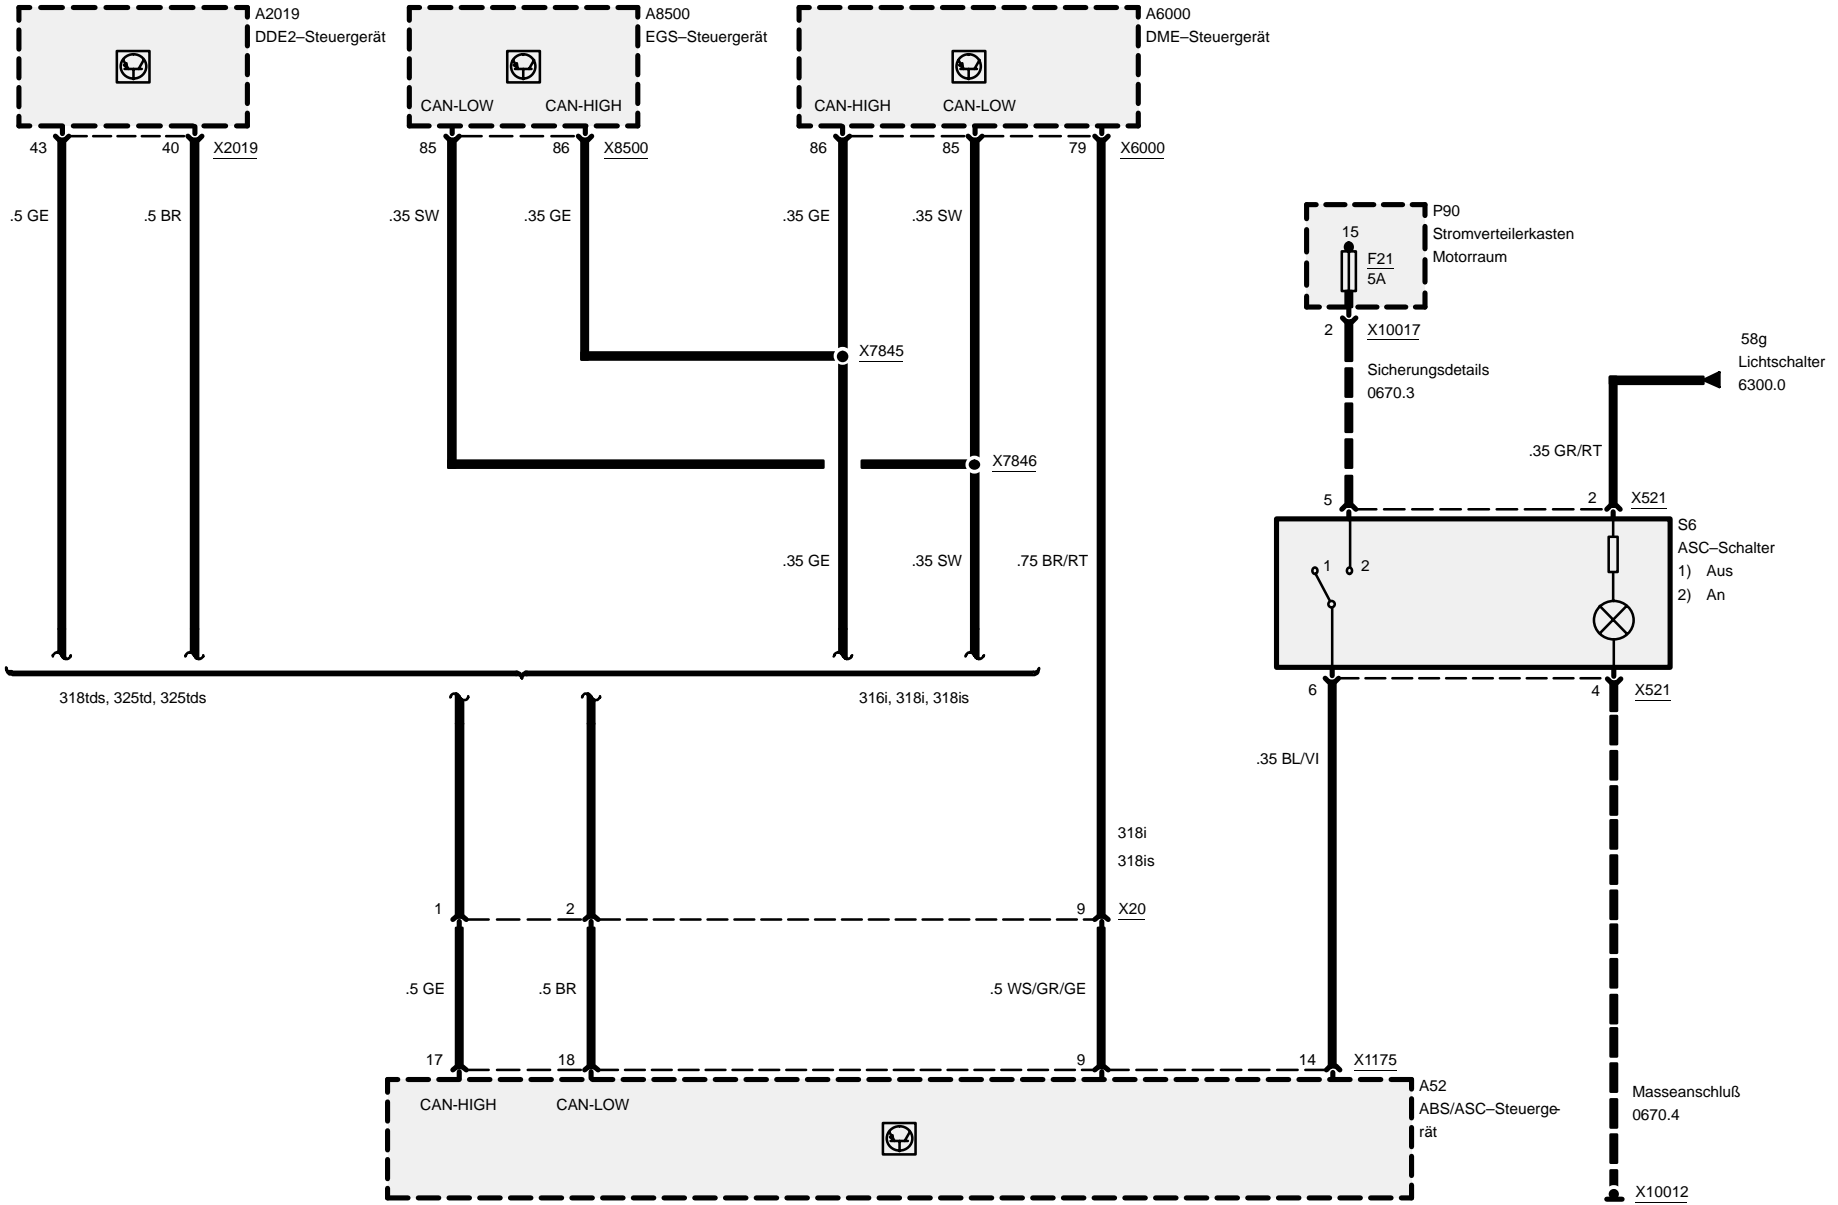 A2019
DDE2–Steuergerät
A8500
EGS–Steuergerät
A6000
DME–Steuergerät
CAN-LOW
CAN-HIGH
CAN-HIGH
CAN-LOW
43
40
X2019
85
86
X8500
86
85
79
X6000
.5 GE
.5 BR
.35 SW
.35 GE
.35 GE
.35 SW
P90
Stromverteilerkasten
Motorraum
15
F21
5A
2
X10017
Sicherungsdetails
0670.3
58g
Lichtschalter
6300.0
X7845
X7846
.35 GR/RT
5
2
X521
S6
ASC–Schalter
1) Aus
2) An
1
2
.35 GE
.35 SW
.75 BR/RT
318tds, 325td, 325tds
316i, 318i, 318is
6
4
X521
.35 BL/VI
318i
318is
1
2
9
X20
.5 GE
.5 BR
.5 WS/GR/GE
17
18
9
14
X1175
A52
ABS/ASC–Steuerge-
rät
CAN-HIGH
CAN-LOW
Masseanschluß
0670.4
X10012